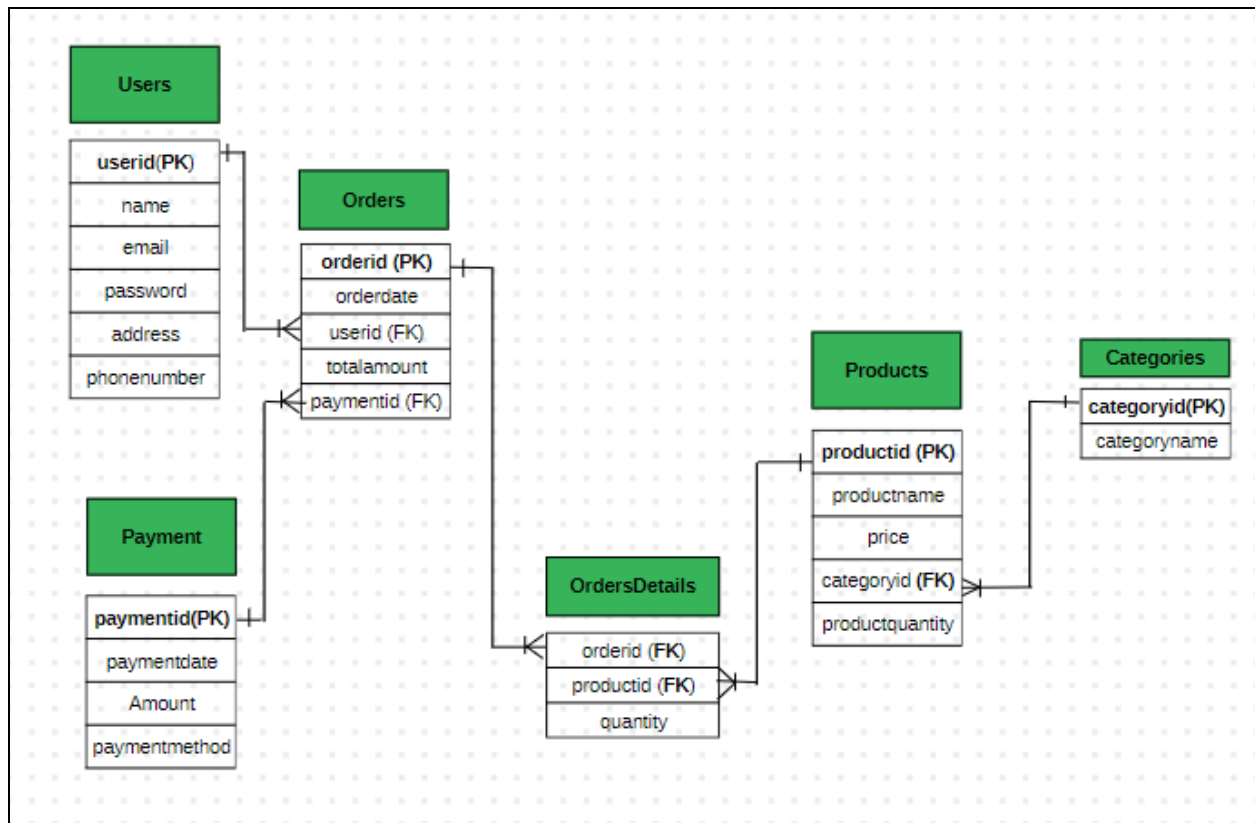 Users
userid(PK)
name
email
password
address
phonenumber
Orders
orderid (PK)
orderdate
userid (FK)
totalamount
paymentid (FK)
Payment
paymentid(PK)
paymentdate
Amount
paymentmethod
OrdersDetails
orderid (FK)
productid (FK)
quantity
Products
productid (PK)
productname
price
categoryid (FK)
productquantity
Categories
categoryid(PK)
categoryname